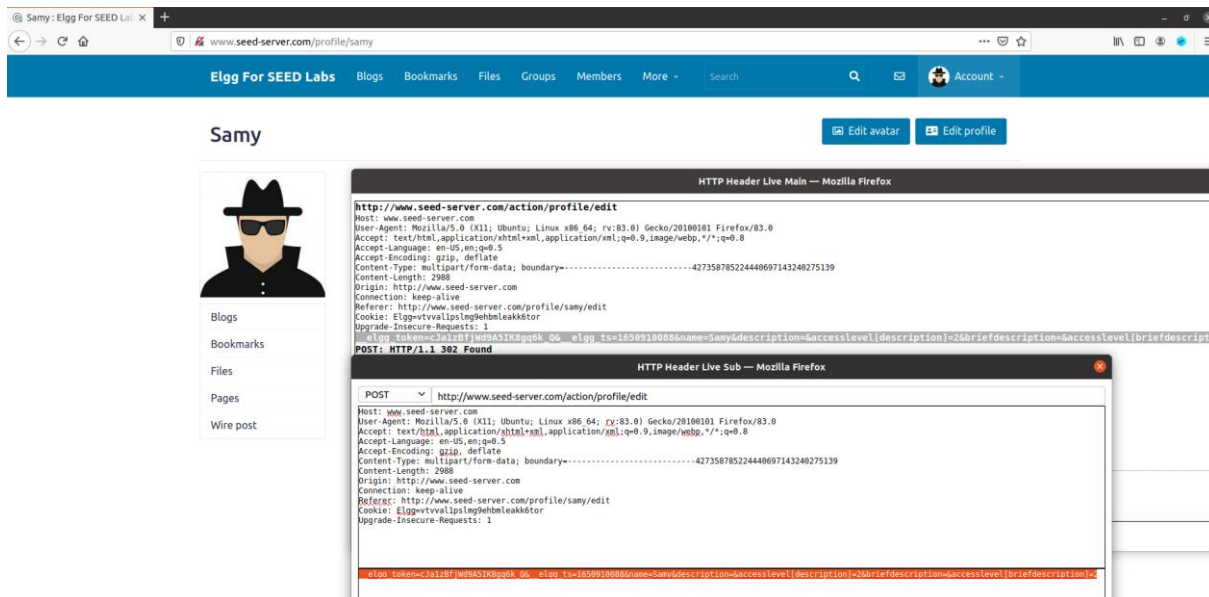 Samy : Elgg For SEED Lal
www.seed-server.com/profile/samy
Elgg For SEED Labs Blogs Bookmarks Files Groups Members More Search Account
Samy
Edit avatar Edit profile
Blogs
Bookmarks
Files
Pages
Wire post
HTTP Header Live Main — Mozilla Firefox
http://www.seed-server.com/action/profile/edit
Host: www.seed-server.com
User-Agent: Mozilla/5.0 (X11; Ubuntu; Linux x86_64; rv:83.0) Gecko/20100101 Firefox/83.0
Accept: text/html,application/xhtml+xml,application/xml;q=0.9,image/webp,*/*;q=0.8
Accept-Language: en-US,en;q=0.5
Accept-Encoding: gzip, deflate
Content-Type: multipart/form-data; boundary=---------------------------427358785224440697143240275139
Content-Length: 2988
Origin: http://www.seed-server.com
Connection: keep-alive
Referer: http://www.seed-server.com/profile/samy/edit
Cookie: Elgg=vtvval1pslmg9ehbmleakk6tor
Upgrade-Insecure-Requests: 1
&__elgg_ts=1650910088&name=Samy&description=&accesslevel[description]=2&briefdescription=&accesslevel[briefdescript
POST: HTTP/1.1 302 Found
HTTP Header Live Sub — Mozilla Firefox
POST http://www.seed-server.com/action/profile/edit
Host: www.seed-server.com
User-Agent: Mozilla/5.0 (X11; Ubuntu; Linux x86_64; rv:83.0) Gecko/20100101 Firefox/83.0
Accept: text/html,application/xhtml+xml,application/xml;q=0.9,image/webp,*/*;q=0.8
Accept-Language: en-US,en;q=0.5
Accept-Encoding: gzip, deflate
Content-Type: multipart/form-data; boundary=---------------------------427358785224440697143240275139
Content-Length: 2988
Origin: http://www.seed-server.com
Connection: keep-alive
Referer: http://www.seed-server.com/profile/samy/edit
Cookie: Elgg=vtvval1pslmg9ehbmleakk6tor
Upgrade-Insecure-Requests: 1
&__elgg_ts=1650910088&name=Samy&description=&accesslevel[description]=2&briefdescription=&accesslevel[briefdescription]=2